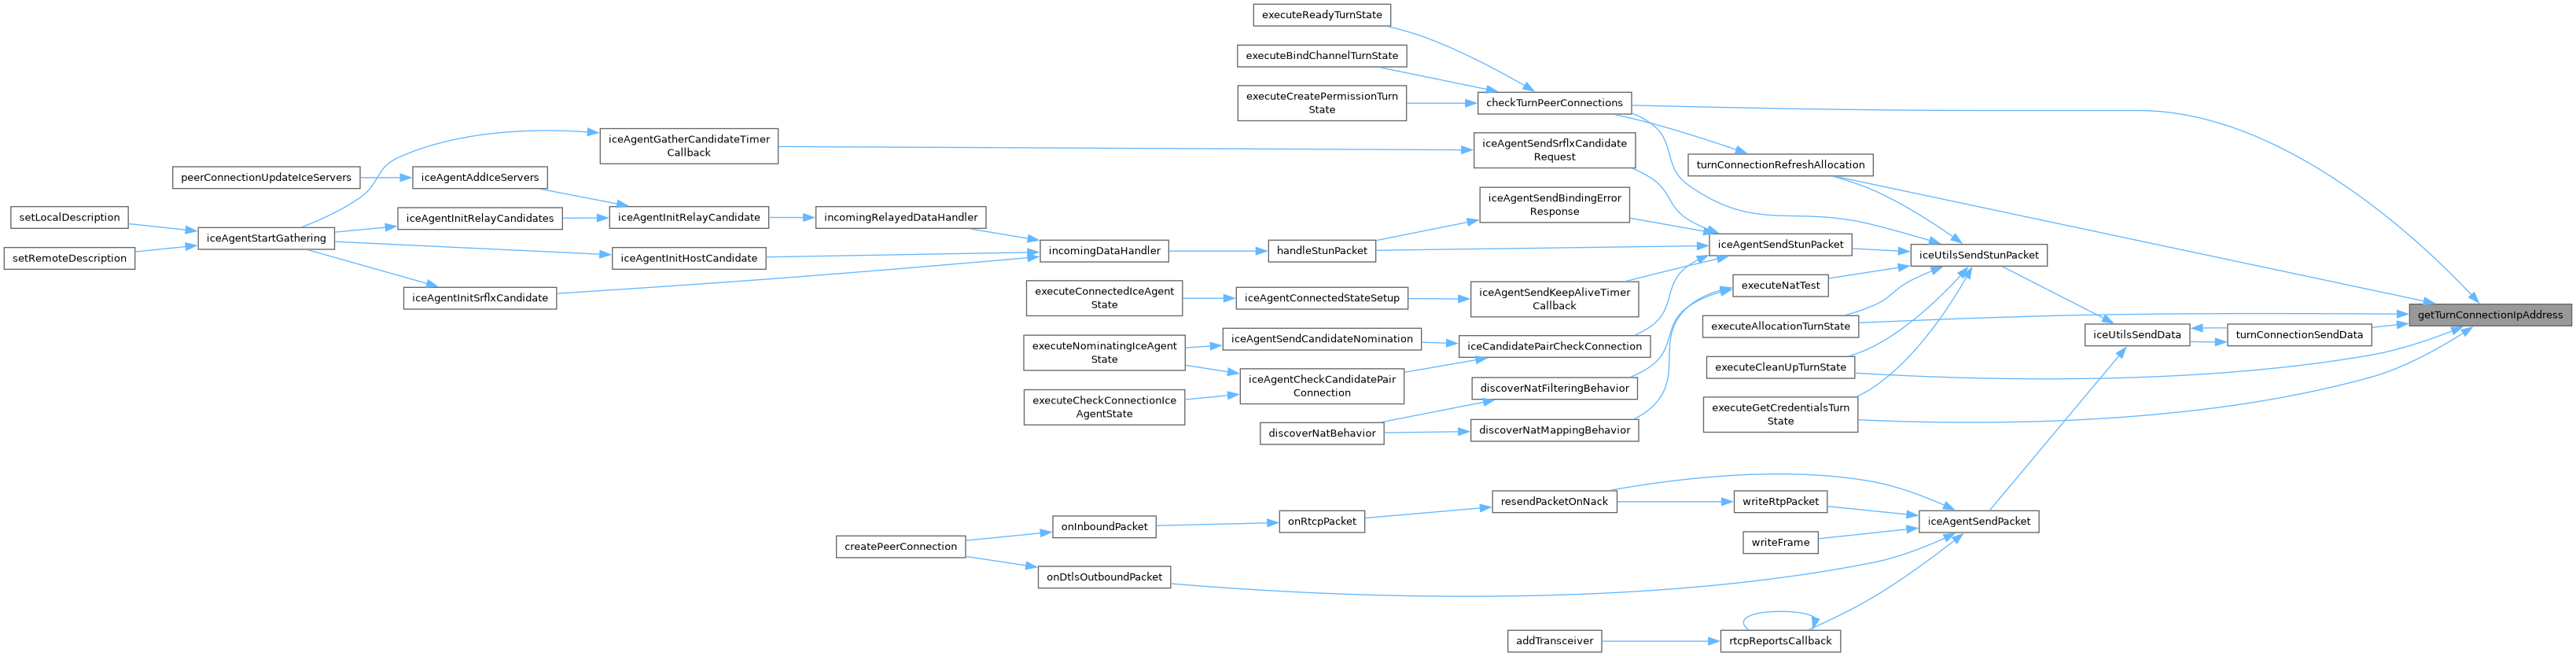 executeReadyTurnState
executeBindChannelTurnState
executeCreatePermissionTurn
State
checkTurnPeerConnections
iceAgentGatherCandidateTimer
Callback
iceAgentSendSrflxCandidate
Request
turnConnectionRefreshAllocation
peerConnectionUpdateIceServers
iceAgentAddIceServers
iceAgentSendBindingError
Response
setLocalDescription
iceAgentInitRelayCandidates
iceAgentInitRelayCandidate
incomingRelayedDataHandler
iceAgentStartGathering
iceAgentSendStunPacket
setRemoteDescription
iceAgentInitHostCandidate
incomingDataHandler
handleStunPacket
iceUtilsSendStunPacket
executeNatTest
iceAgentInitSrflxCandidate
executeConnectedIceAgent
State
iceAgentConnectedStateSetup
iceAgentSendKeepAliveTimer
Callback
getTurnConnectionIpAddress
executeAllocationTurnState
iceUtilsSendData
turnConnectionSendData
executeNominatingIceAgent
State
iceAgentSendCandidateNomination
iceCandidatePairCheckConnection
executeCleanUpTurnState
iceAgentCheckCandidatePair
Connection
discoverNatFilteringBehavior
executeCheckConnectionIce
AgentState
executeGetCredentialsTurn
State
discoverNatBehavior
discoverNatMappingBehavior
resendPacketOnNack
writeRtpPacket
onInboundPacket
onRtcpPacket
iceAgentSendPacket
createPeerConnection
writeFrame
onDtlsOutboundPacket
addTransceiver
rtcpReportsCallback